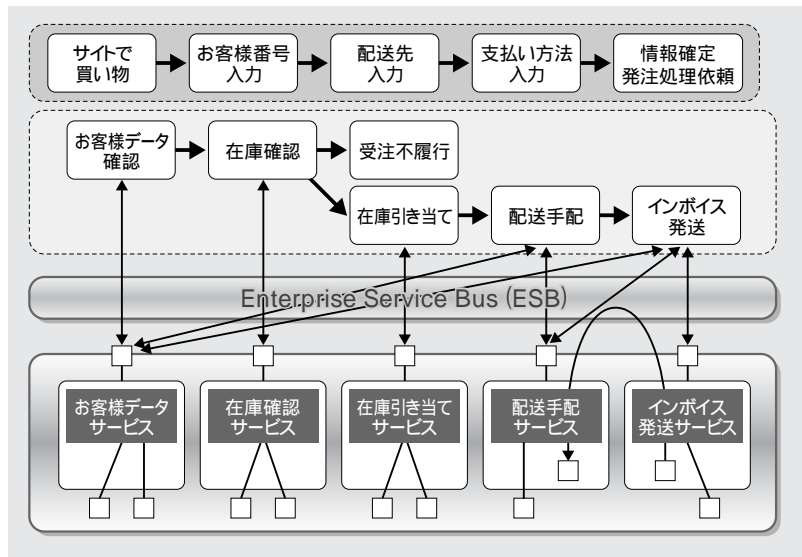 サイトで
買い物
お客様番号
入力
配送先
入力
支払い方法
入力
情報確定
発注処理依頼
お客様データ
確認
在庫確認
受注不履行
在庫引き当て
配送手配
インボイス
発送
Enterprise Service Bus (ESB)
お客様データ
サービス
在庫確認
サービス
在庫引き当て
サービス
配送手配
サービス
インボイス
発送サービス